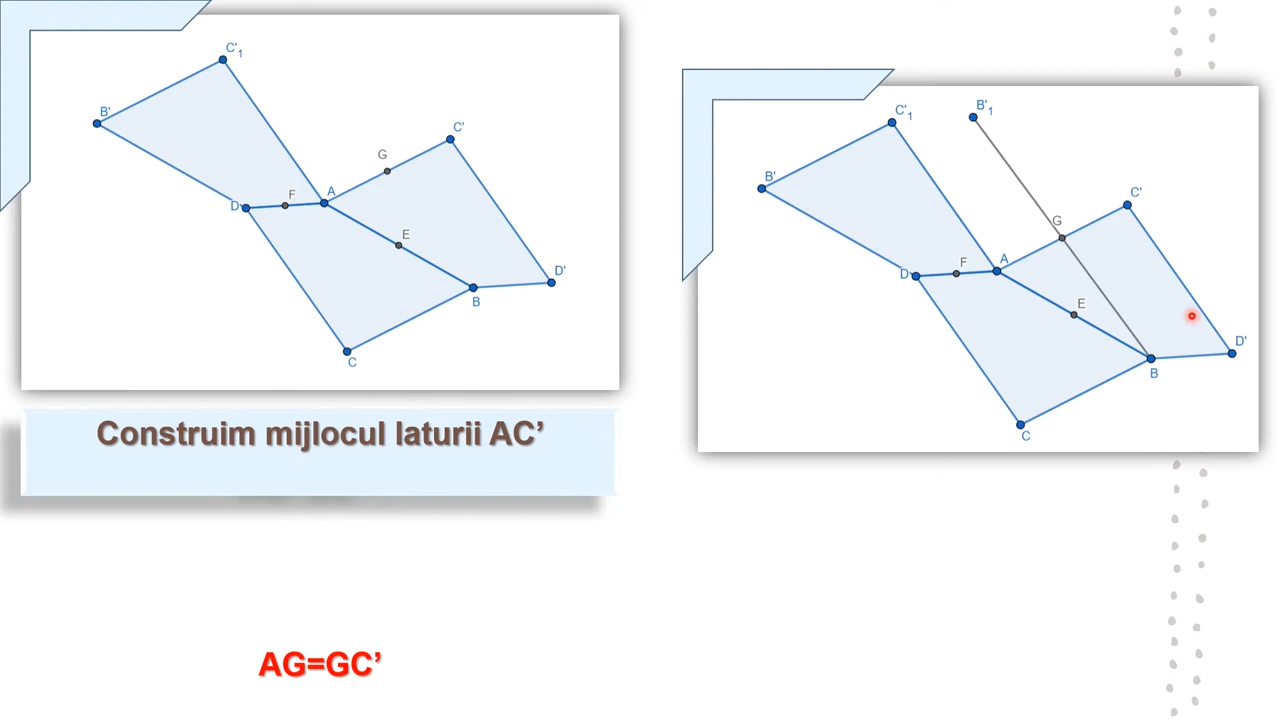 C'1
B'
C'
G
F
A
D
E
D'
B
C
Construim mijlocul laturii AC’
AG=GC’
B'1
C'1
B'
C'
G
F
A
D
E
D'
B
C